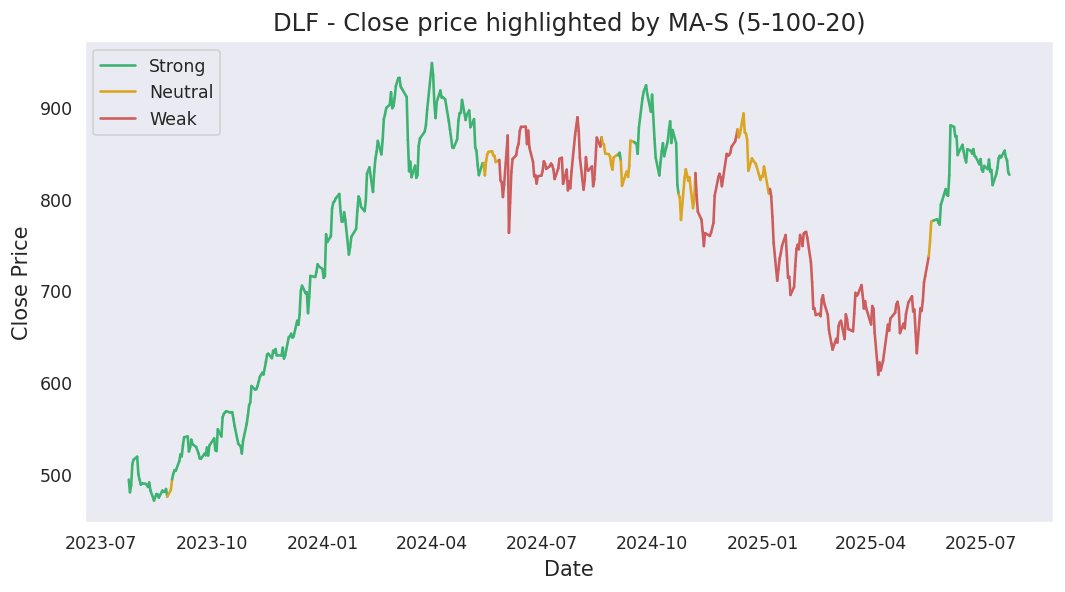 DLF - Close price highlighted by MA-S (5-100-20)
Strong
Neutral
Weak
Close Price
900
800
700
600
500
2023-07 2023-10 2024-01 2024-04 2024-07 2024-10 2025-01 2025-04 2025-07
Date